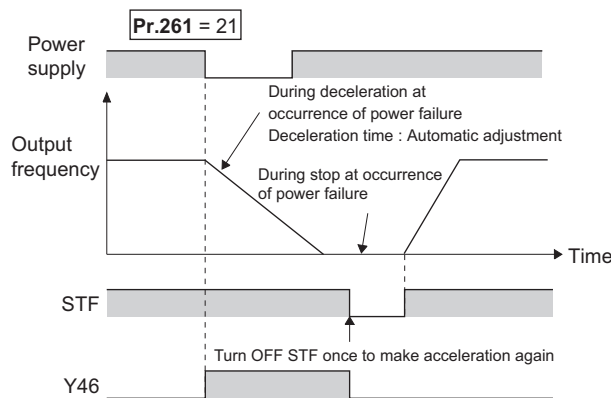 Pr.261 = 21
Power
supply
During deceleration at
occurrence of power failure
Deceleration time : Automatic adjustment
Output
frequency
During stop at occurrence
of power failure
Time
STF
Turn OFF STF once to make acceleration again
Y46